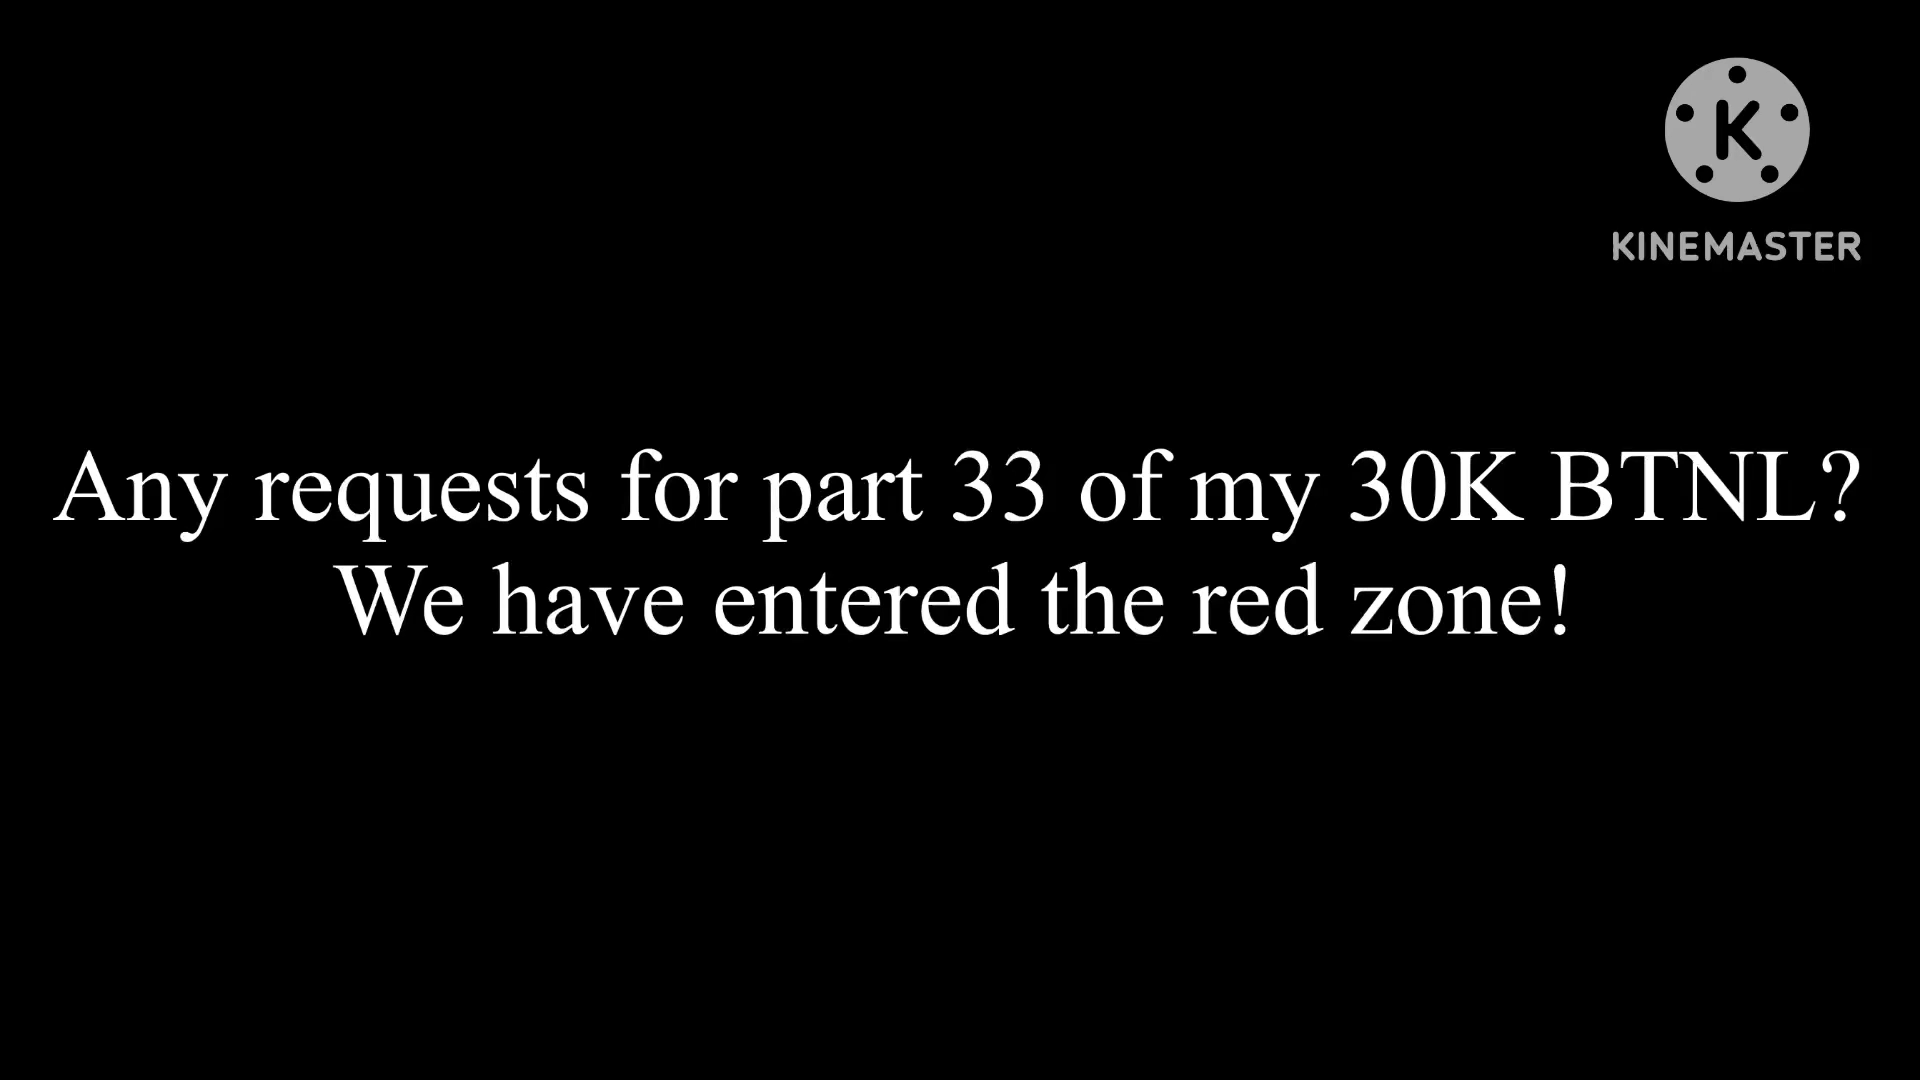 K
KINEMASTER
Any requests for part 33 of my 30K BTNL?
We have entered the red zone!